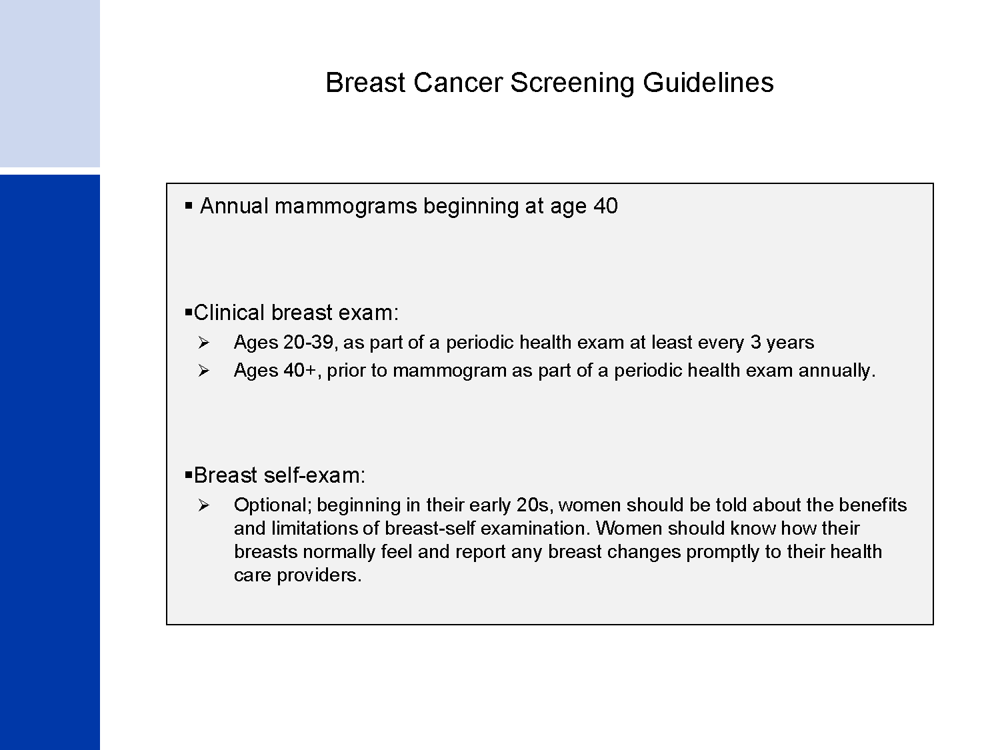 Breast Cancer Screening Guidelines
▪ Annual mammograms beginning at age 40
▪Clinical breast exam:
➢ Ages 20-39, as part of a periodic health exam at least every 3 years
➢ Ages 40+, prior to mammogram as part of a periodic health exam annually.
▪Breast self-exam:
➢ Optional; beginning in their early 20s, women should be told about the benefits
and limitations of breast-self examination. Women should know how their
breasts normally feel and report any breast changes promptly to their health
care providers.